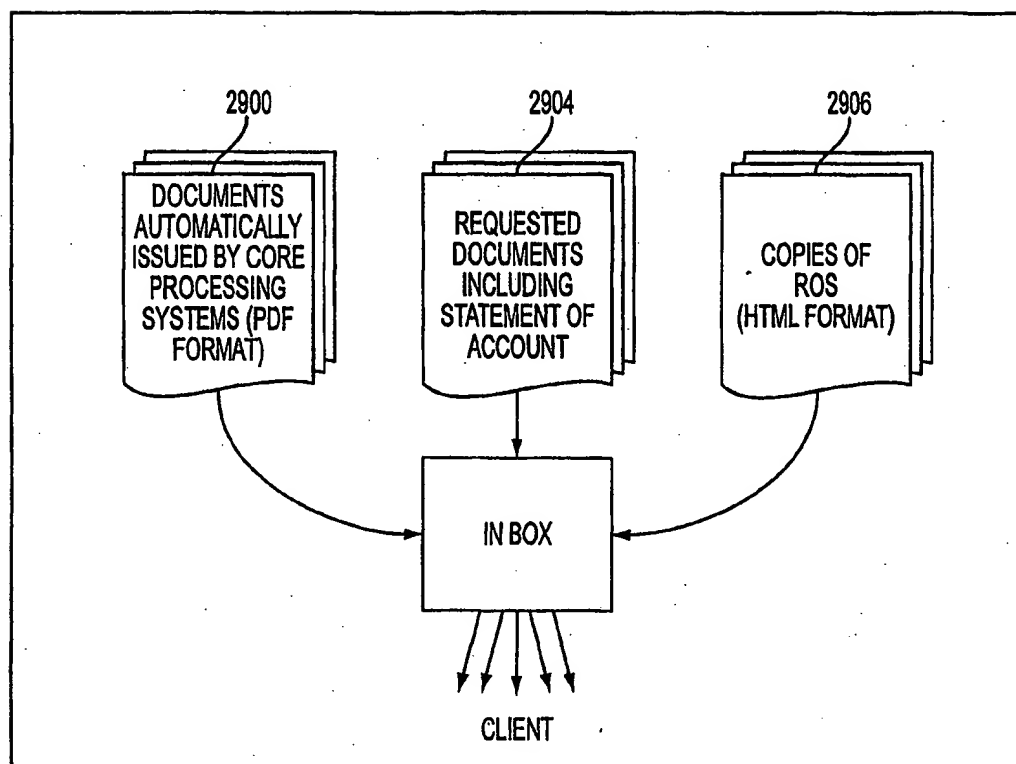 2900
2904
2906
DOCUMENTS
AUTOMATICALLY
ISSUED BY CORE
PROCESSING
SYSTEMS (PDF
FORMAT)
REQUESTED
DOCUMENTS
INCLUDING
STATEMENT OF
ACCOUNT
COPIES OF
ROS
(HTML FORMAT)
IN BOX
CLIENT